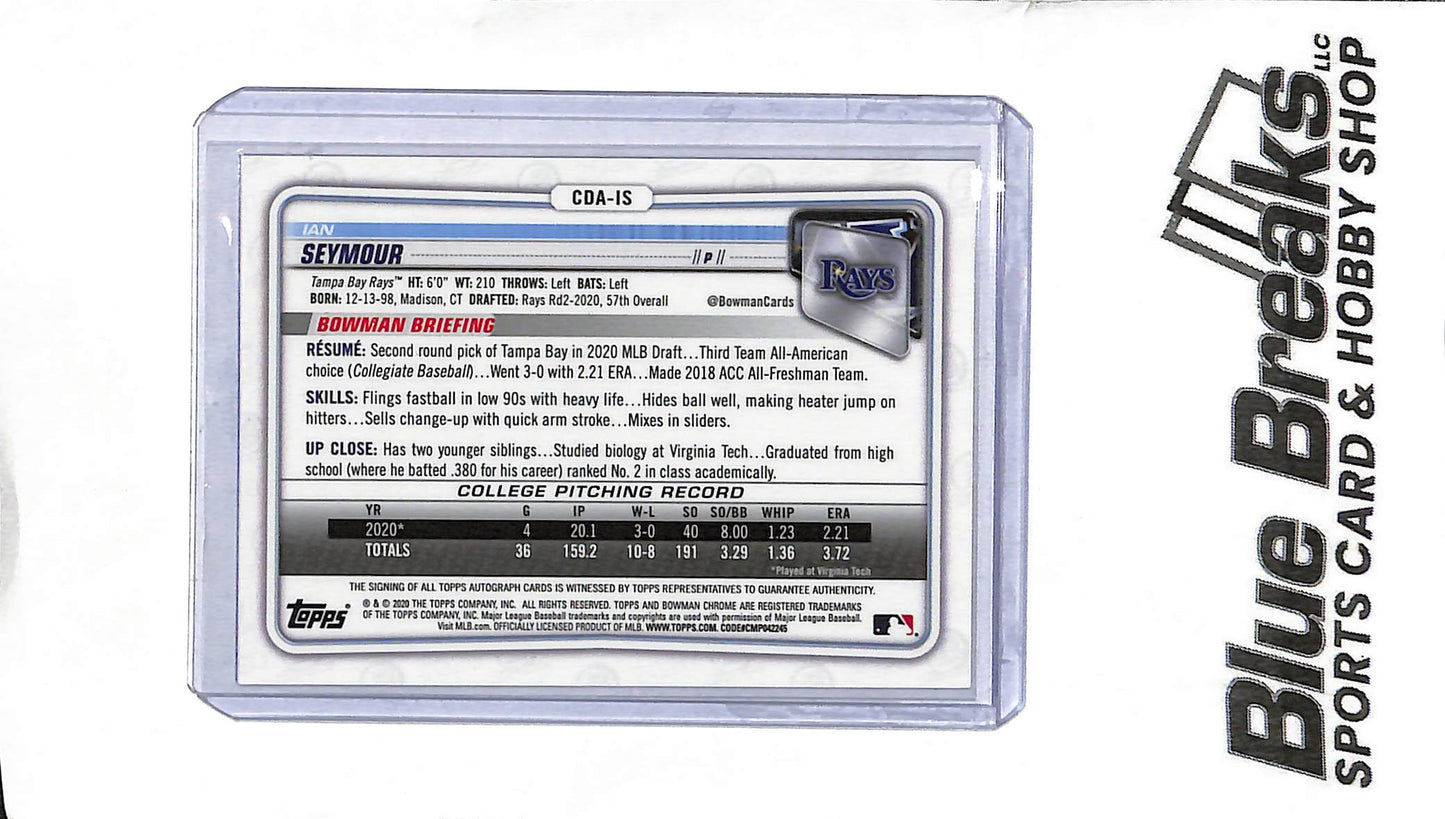 CDA-IS
IAN
SEYMOUR // P //
RAYS
Tampa Bay Rays™ HT: 6'0" WT: 210 THROWS: Left BATS: Left
BORN: 12-13-98, Madison, CT DRAFTED: Rays Rd2-2020, 57th Overall @BowmanCards
BOWMAN BRIEFING
RÉSUMÉ: Second round pick of Tampa Bay in 2020 MLB Draft...Third Team All-American
choice (Collegiate Baseball)...Went 3-0 with 2.21 ERA...Made 2018 ACC All-Freshman Team.
SKILLS: Flings fastball in low 90s with heavy life...Hides ball well, making heater jump on
hitters...Sells change-up with quick arm stroke...Mixes in sliders.
UP CLOSE: Has two younger siblings...Studied biology at Virginia Tech...Graduated from high
school (where he batted .380 for his career) ranked No. 2 in class academically.
COLLEGE PITCHING RECORD
YR G IP W-L SO SO/BB WHIP ERA
2020* 4 20.1 3-0 40 8.00 1.23 2.21
TOTALS 36 159.2 10-8 191 3.29 1.36 3.72
*Played at Virginia Tech
THE SIGNING OF ALL TOPPS AUTOGRAPH CARDS IS WITNESSED BY TOPPS REPRESENTATIVES TO GUARANTEE AUTHENTICITY.
topps
® & © 2020 THE TOPPS COMPANY, INC. ALL RIGHTS RESERVED. TOPPS AND BOWMAN CHROME ARE REGISTERED TRADEMARKS
OF THE TOPPS COMPANY, INC. Major League Baseball trademarks and copyrights are used with permission of Major League Baseball.
Visit MLB.com. OFFICIALLY LICENSED PRODUCT OF MLB. WWW.TOPPS.COM. CODE#CMP042245
Blue Breaks LLC
SPORTS CARD & HOBBY SHOP